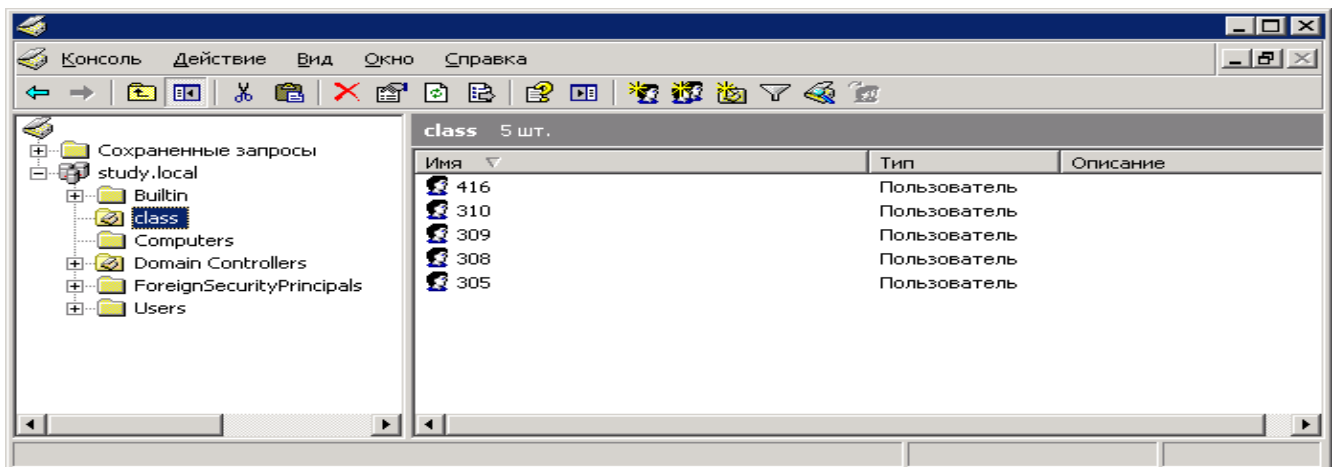 Консоль Действие Вид Окно Справка
Сохраненные запросы
study.local
Builtin
class
Computers
Domain Controllers
ForeignSecurityPrincipals
Users
class 5 шт.
Имя Тип Описание
416 Пользователь
310 Пользователь
309 Пользователь
308 Пользователь
305 Пользователь